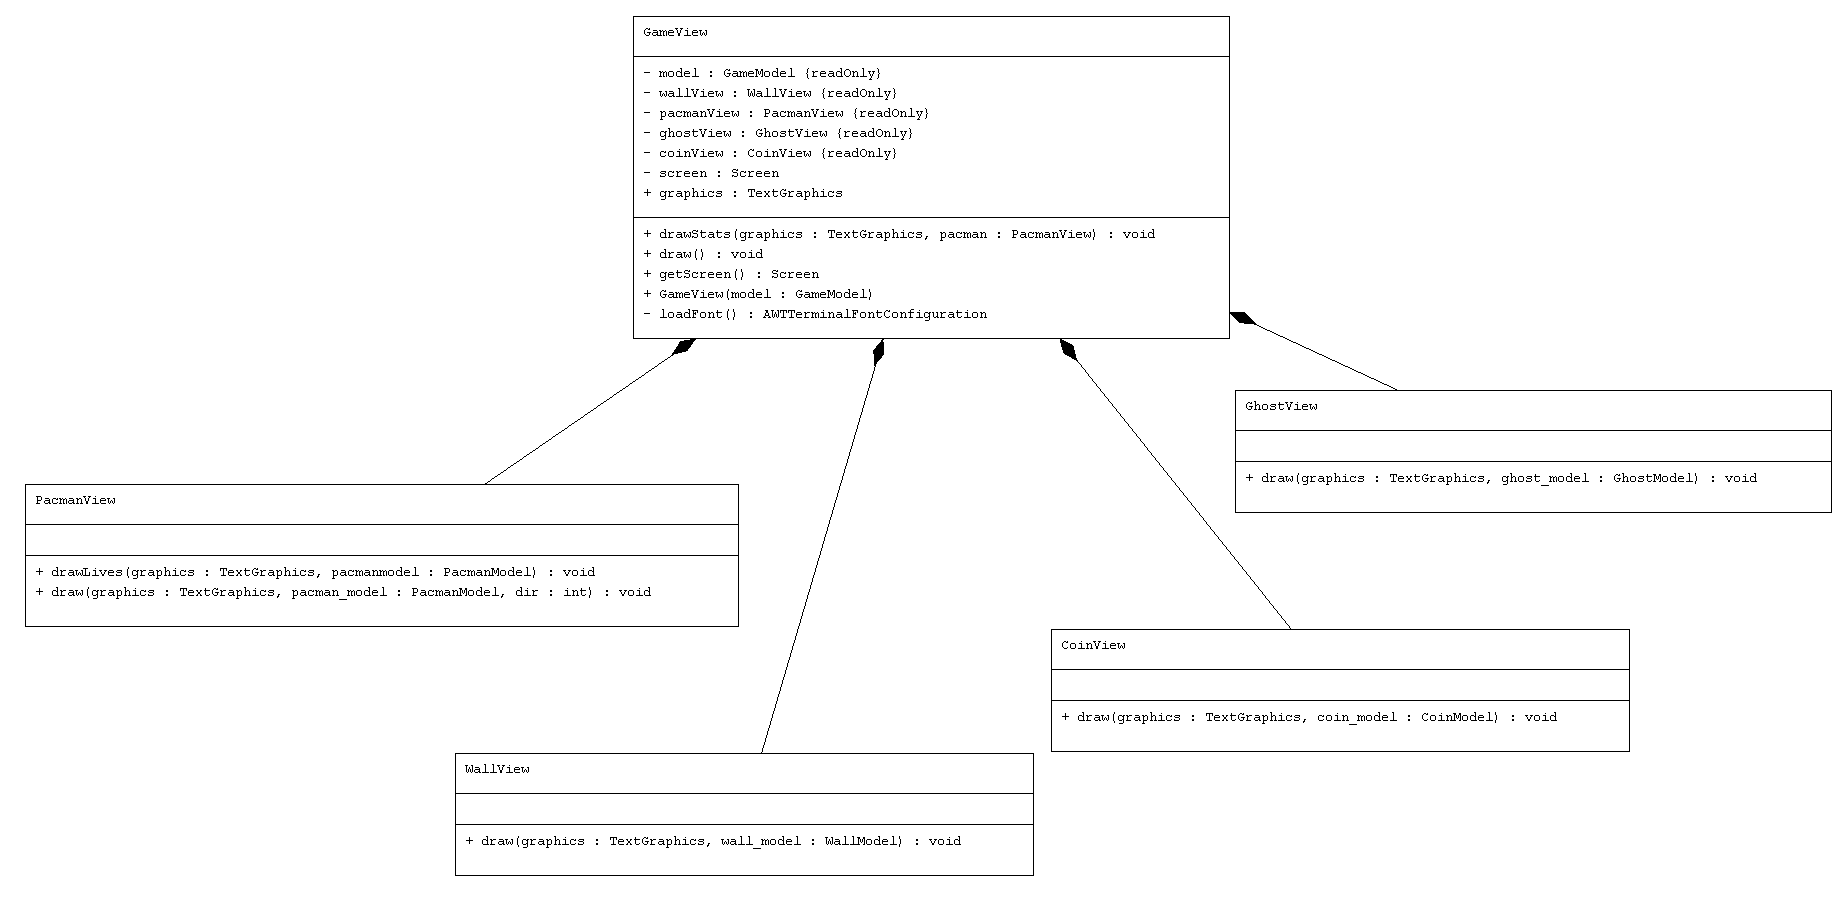 GameView
- model : GameModel {readOnly}
- wallView : WallView {readOnly}
- pacmanView : PacmanView {readOnly}
- ghostView : GhostView {readOnly}
- coinView : CoinView {readOnly}
- screen : Screen
+ graphics : TextGraphics
+ drawStats(graphics : TextGraphics, pacman : PacmanView) : void
+ draw() : void
+ getScreen() : Screen
+ GameView(model : GameModel)
- loadFont() : AWTTerminalFontConfiguration
GhostView
+ draw(graphics : TextGraphics, ghost_model : GhostModel) : void
PacmanView
+ drawLives(graphics : TextGraphics, pacmanmodel : PacmanModel) : void
+ draw(graphics : TextGraphics, pacman_model : PacmanModel, dir : int) : void
CoinView
+ draw(graphics : TextGraphics, coin_model : CoinModel) : void
WallView
+ draw(graphics : TextGraphics, wall_model : WallModel) : void